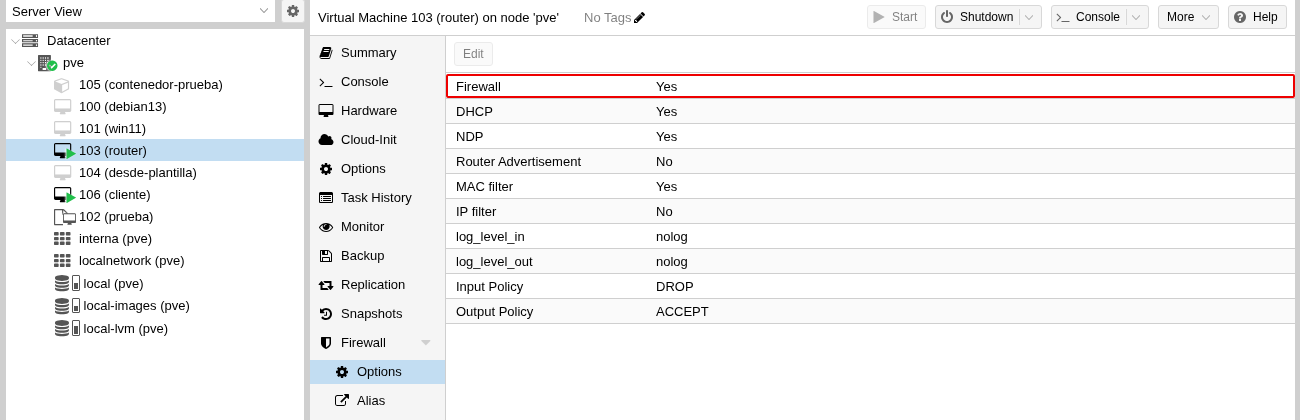 Server View
Virtual Machine 103 (router) on node 'pve'
No Tags
Start
Shutdown
Console
More
Help
Datacenter
pve
105 (contenedor-prueba)
100 (debian13)
101 (win11)
103 (router)
104 (desde-plantilla)
106 (cliente)
102 (prueba)
interna (pve)
localnetwork (pve)
local (pve)
local-images (pve)
local-lvm (pve)
Summary
Console
Hardware
Cloud-Init
Options
Task History
Monitor
Backup
Replication
Snapshots
Firewall
Options
Alias
Edit
Firewall Yes
DHCP Yes
NDP Yes
Router Advertisement No
MAC filter Yes
IP filter No
log_level_in nolog
log_level_out nolog
Input Policy DROP
Output Policy ACCEPT